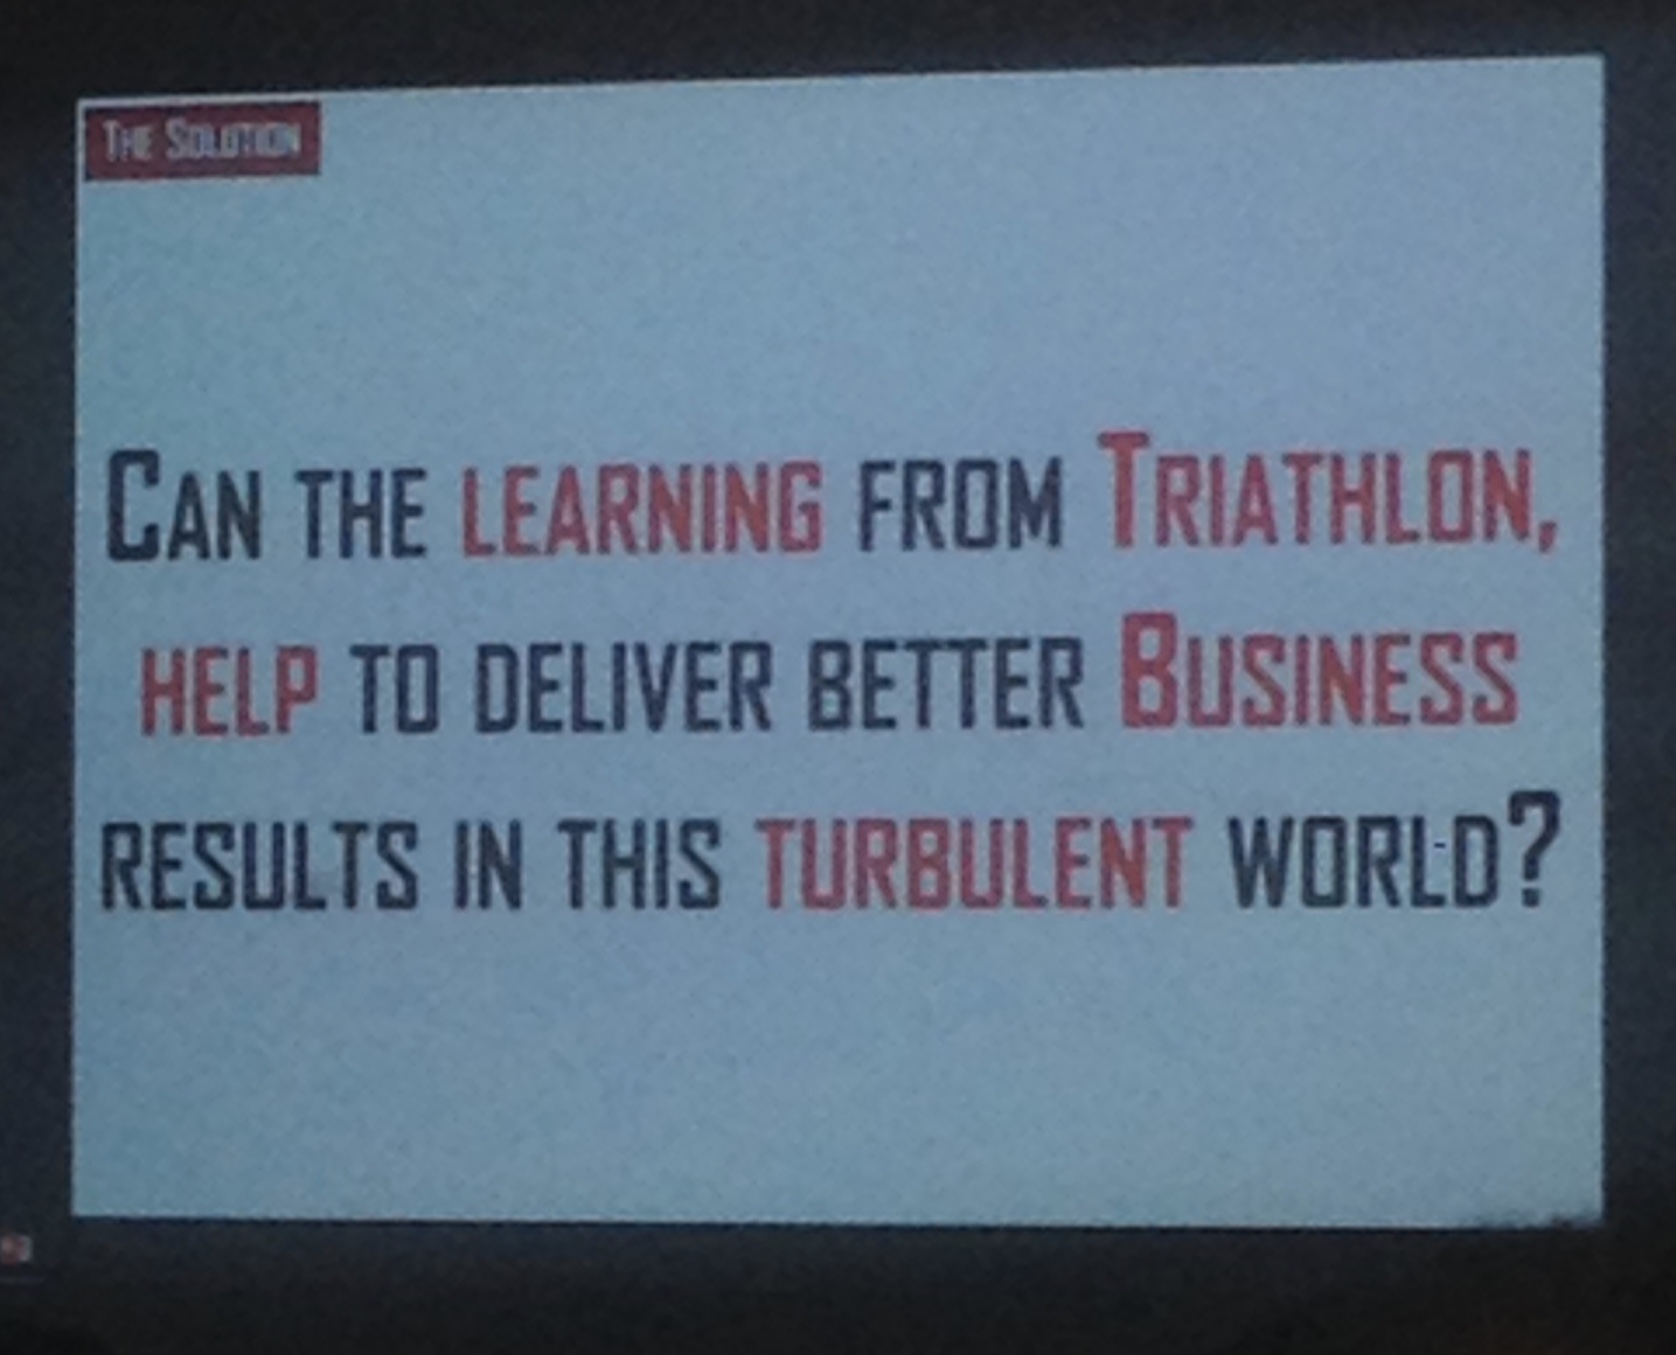 The Solution
Can the learning from Triathlon,
help to deliver better Business
results in this turbulent world?